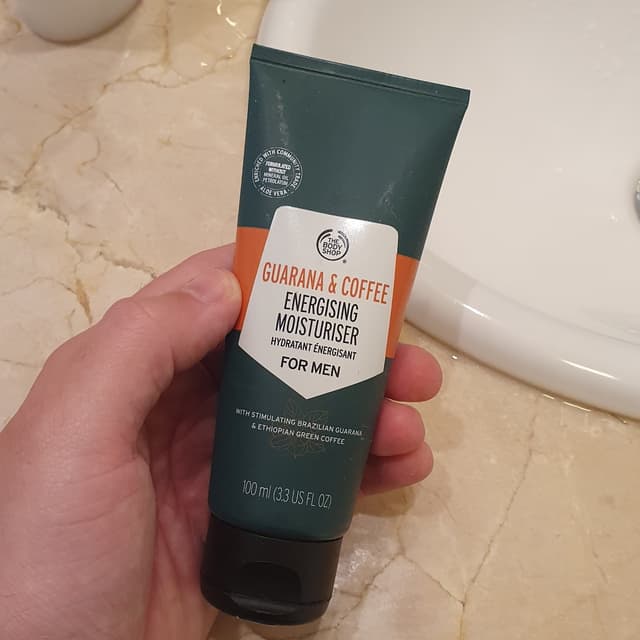 ENRICHED WITH COMMUNITY TRADE
FORMULATED
WITHOUT
MINERAL OIL
PETROLATUM
ALOE VERA
THE
BODY
SHOP
®
GUARANA & COFFEE
ENERGISING
MOISTURISER
HYDRATANT ÉNERGISANT
FOR MEN
WITH STIMULATING BRAZILIAN GUARANA
& ETHIOPIAN GREEN COFFEE
100 ml (3.3 US FL OZ)